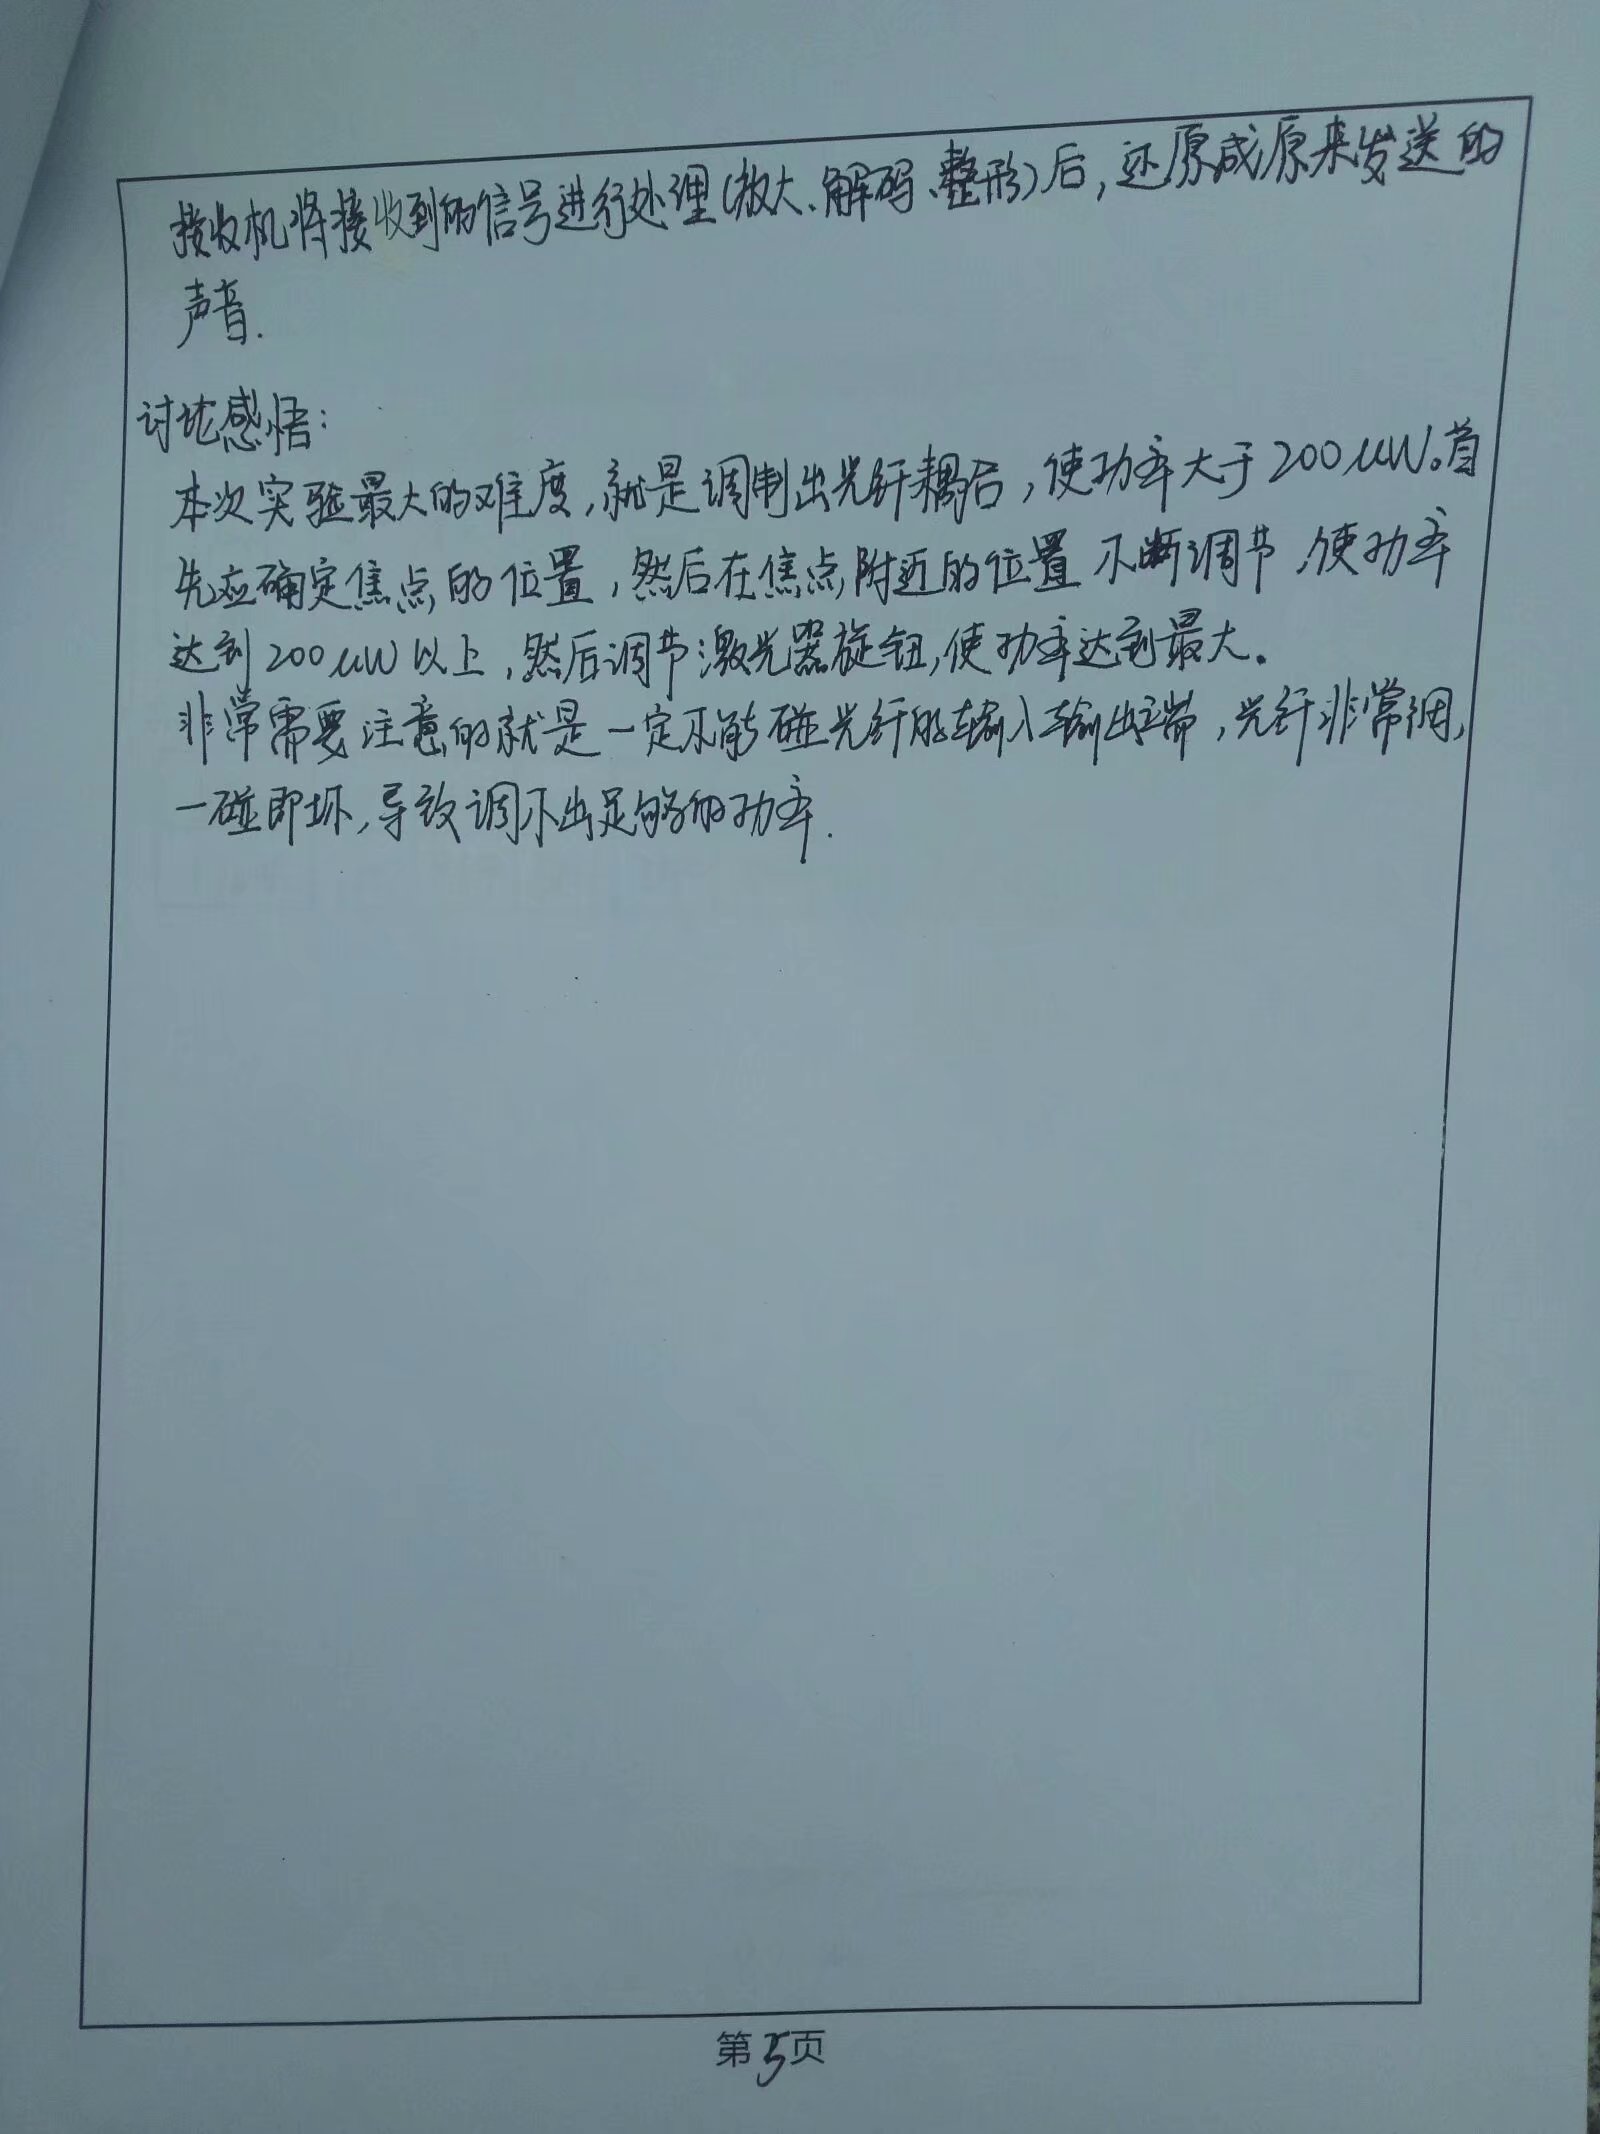 接收机将接收到的信号进行处理(放大、解码、整形)后,还原成原来发送的
声音.
讨论感悟:
本次实验最大的难度,就是调制出光纤耦合,使功率大于200μW。首
先应确定焦点的位置,然后在焦点附近的位置不断调节,使功率
达到200μW以上,然后调节激光器旋钮,使功率达到最大。
非常需要注意的就是一定不能碰光纤的输入输出端,光纤非常
一碰即坏,导致调不出足够的功率.
第5页